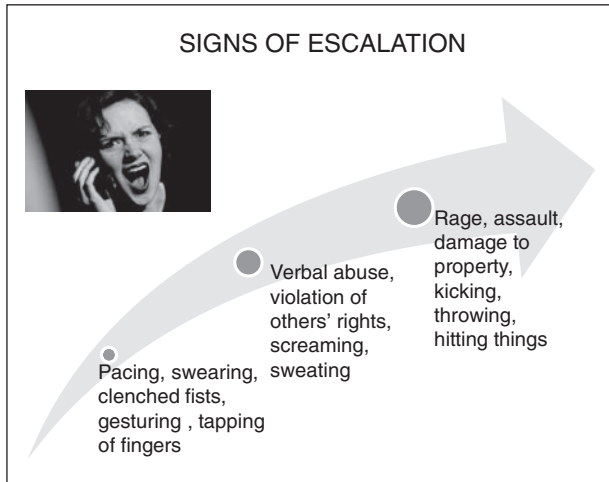 SIGNS OF ESCALATION
Pacing, swearing,
clenched fists,
gesturing , tapping
of fingers
Verbal abuse,
violation of
others’ rights,
screaming,
sweating
Rage, assault,
damage to
property,
kicking,
throwing,
hitting things